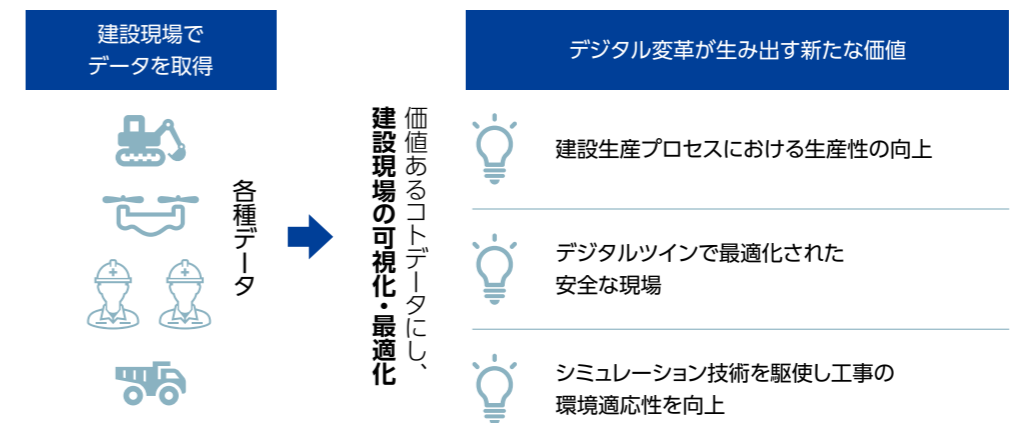 建設現場で
データを取得
各種データ
価値あるコトデータにし、
建設現場の可視化・最適化
デジタル変革が生み出す新たな価値
建設生産プロセスにおける生産性の向上
デジタルツインで最適化された
安全な現場
シミュレーション技術を駆使し工事の
環境適応性を向上